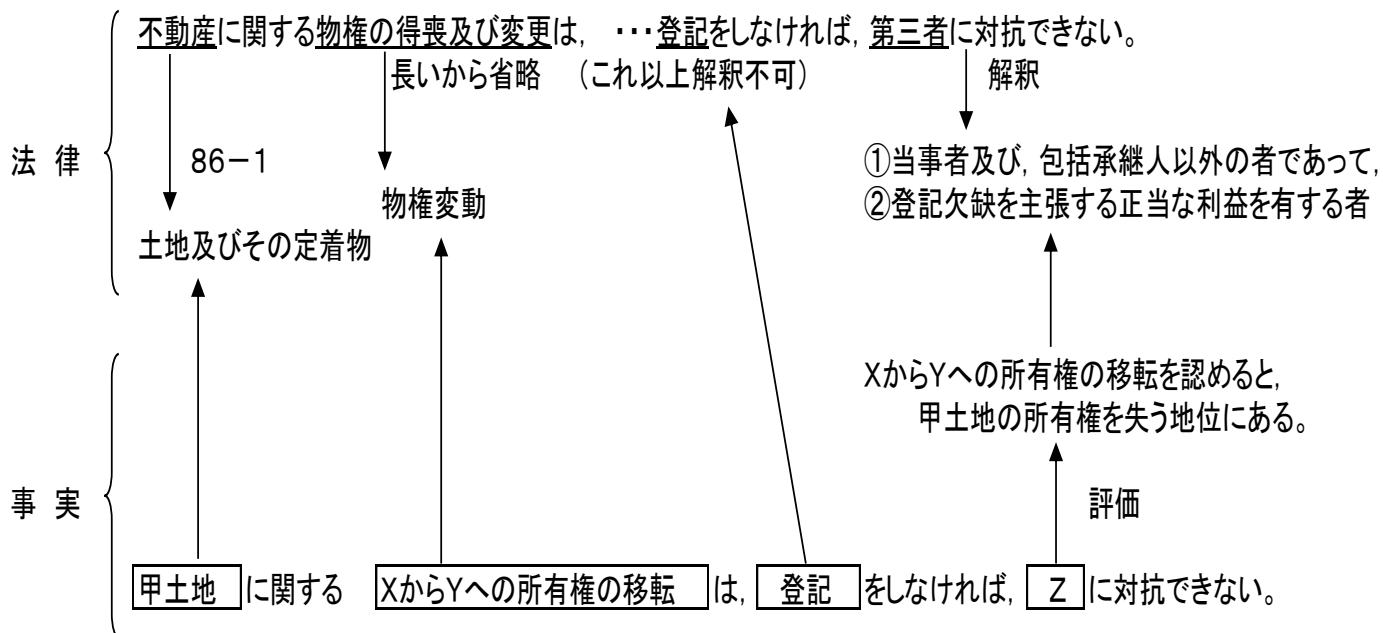 不動産に関する物権の得喪及び変更は, ・・・登記をしなければ, 第三者に対抗できない。
長いから省略 (これ以上解釈不可) 解釈
法 律
86-1
①当事者及び, 包括承継人以外の者であって,
物権変動
②登記欠缺を主張する正当な利益を有する者
土地及びその定着物
XからYへの所有権の移転を認めると,
甲土地の所有権を失う地位にある。
事 実
評価
甲土地 に関する XからYへの所有権の移転 は, 登記 をしなければ, Z に対抗できない。